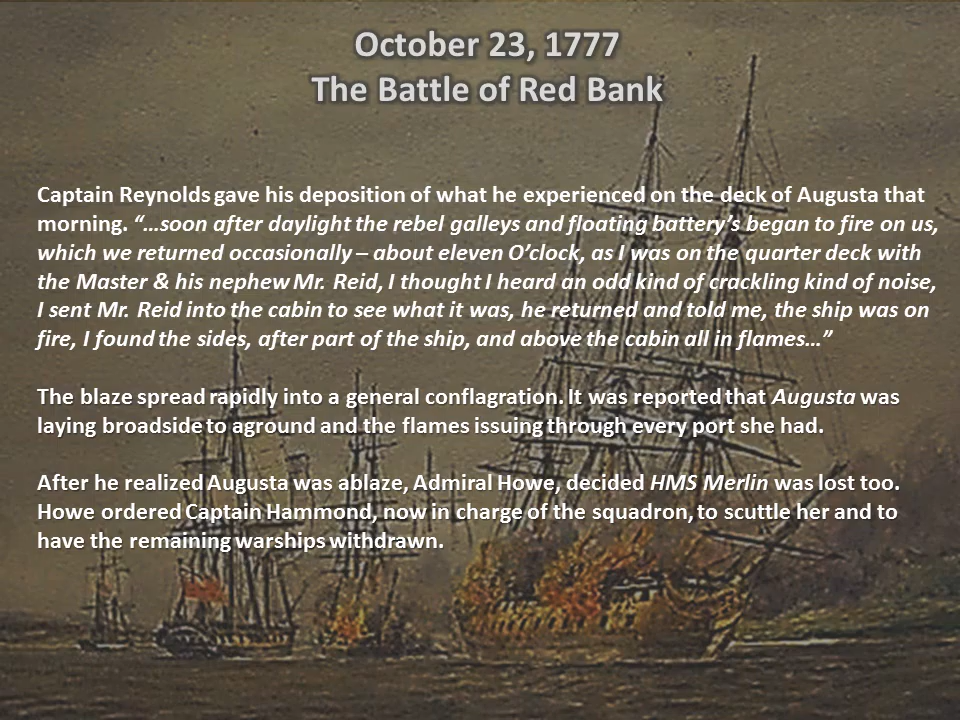 October 23, 1777
The Battle of Red Bank
Captain Reynolds gave his deposition of what he experienced on the deck of Augusta that
morning. “…soon after daylight the rebel galleys and floating battery’s began to fire on us,
which we returned occasionally – about eleven O’clock, as I was on the quarter deck with
the Master & his nephew Mr. Reid, I thought I heard an odd kind of crackling kind of noise,
I sent Mr. Reid into the cabin to see what it was, he returned and told me, the ship was on
fire, I found the sides, after part of the ship, and above the cabin all in flames…”
The blaze spread rapidly into a general conflagration. It was reported that Augusta was
laying broadside to aground and the flames issuing through every port she had.
After he realized Augusta was ablaze, Admiral Howe, decided HMS Merlin was lost too.
Howe ordered Captain Hammond, now in charge of the squadron, to scuttle her and to
have the remaining warships withdrawn.